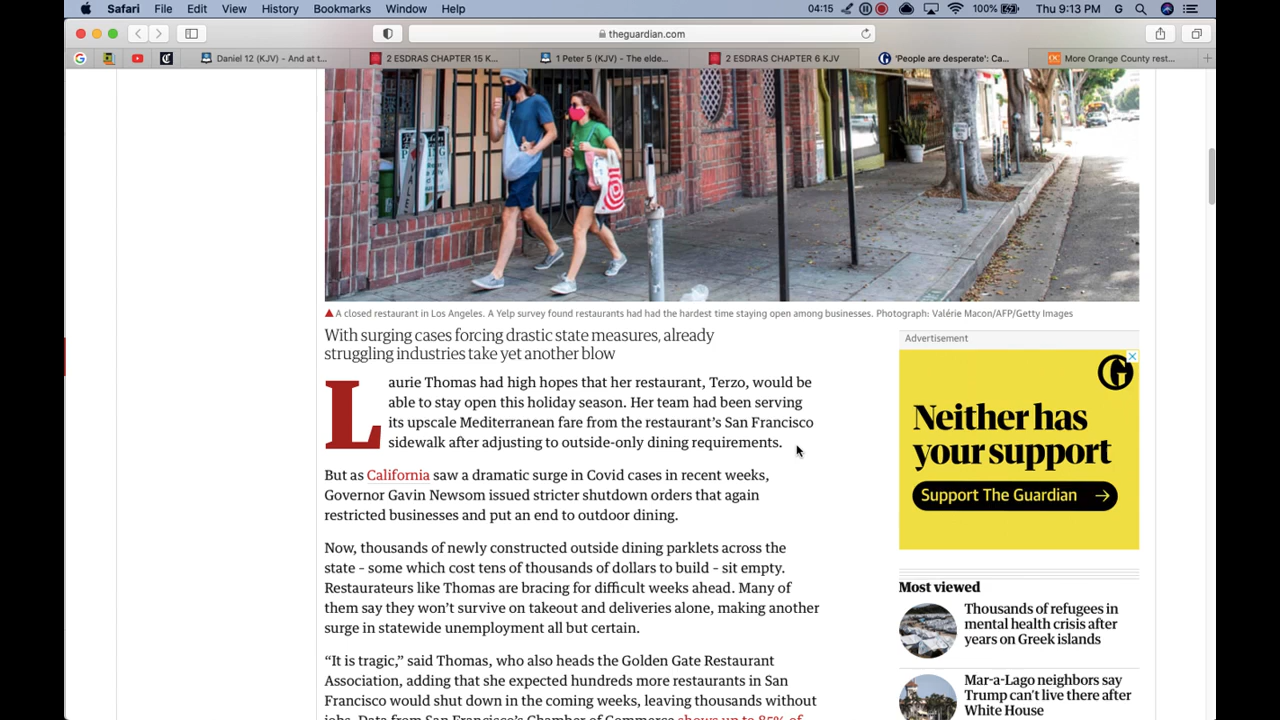 Safari File Edit View History Bookmarks Window Help 04:15 100% Thu 9:13 PM G
theguardian.com
Daniel 12 (KJV) - And at t... 2 ESDRAS CHAPTER 15 K... 1 Peter 5 (KJV) - The elde... 2 ESDRAS CHAPTER 6 KJV 'People are desperate': Ca... More Orange County rest...
A closed restaurant in Los Angeles. A Yelp survey found restaurants had had the hardest time staying open among businesses. Photograph: Valérie Macon/AFP/Getty Images
With surging cases forcing drastic state measures, already
struggling industries take yet another blow
Laurie Thomas had high hopes that her restaurant, Terzo, would be
able to stay open this holiday season. Her team had been serving
its upscale Mediterranean fare from the restaurant's San Francisco
sidewalk after adjusting to outside-only dining requirements.
But as California saw a dramatic surge in Covid cases in recent weeks,
Governor Gavin Newsom issued stricter shutdown orders that again
restricted businesses and put an end to outdoor dining.
Now, thousands of newly constructed outside dining parklets across the
state – some which cost tens of thousands of dollars to build – sit empty.
Restaurateurs like Thomas are bracing for difficult weeks ahead. Many of
them say they won't survive on takeout and deliveries alone, making another
surge in statewide unemployment all but certain.
“It is tragic,” said Thomas, who also heads the Golden Gate Restaurant
Association, adding that she expected hundreds more restaurants in San
Francisco would shut down in the coming weeks, leaving thousands without
jobs. Data from San Francisco's Chamber of Commerce shows up to 85% of
Advertisement
Neither has
your support
Support The Guardian
Most viewed
Thousands of refugees in
mental health crisis after
years on Greek islands
Mar-a-Lago neighbors say
Trump can't live there after
White House